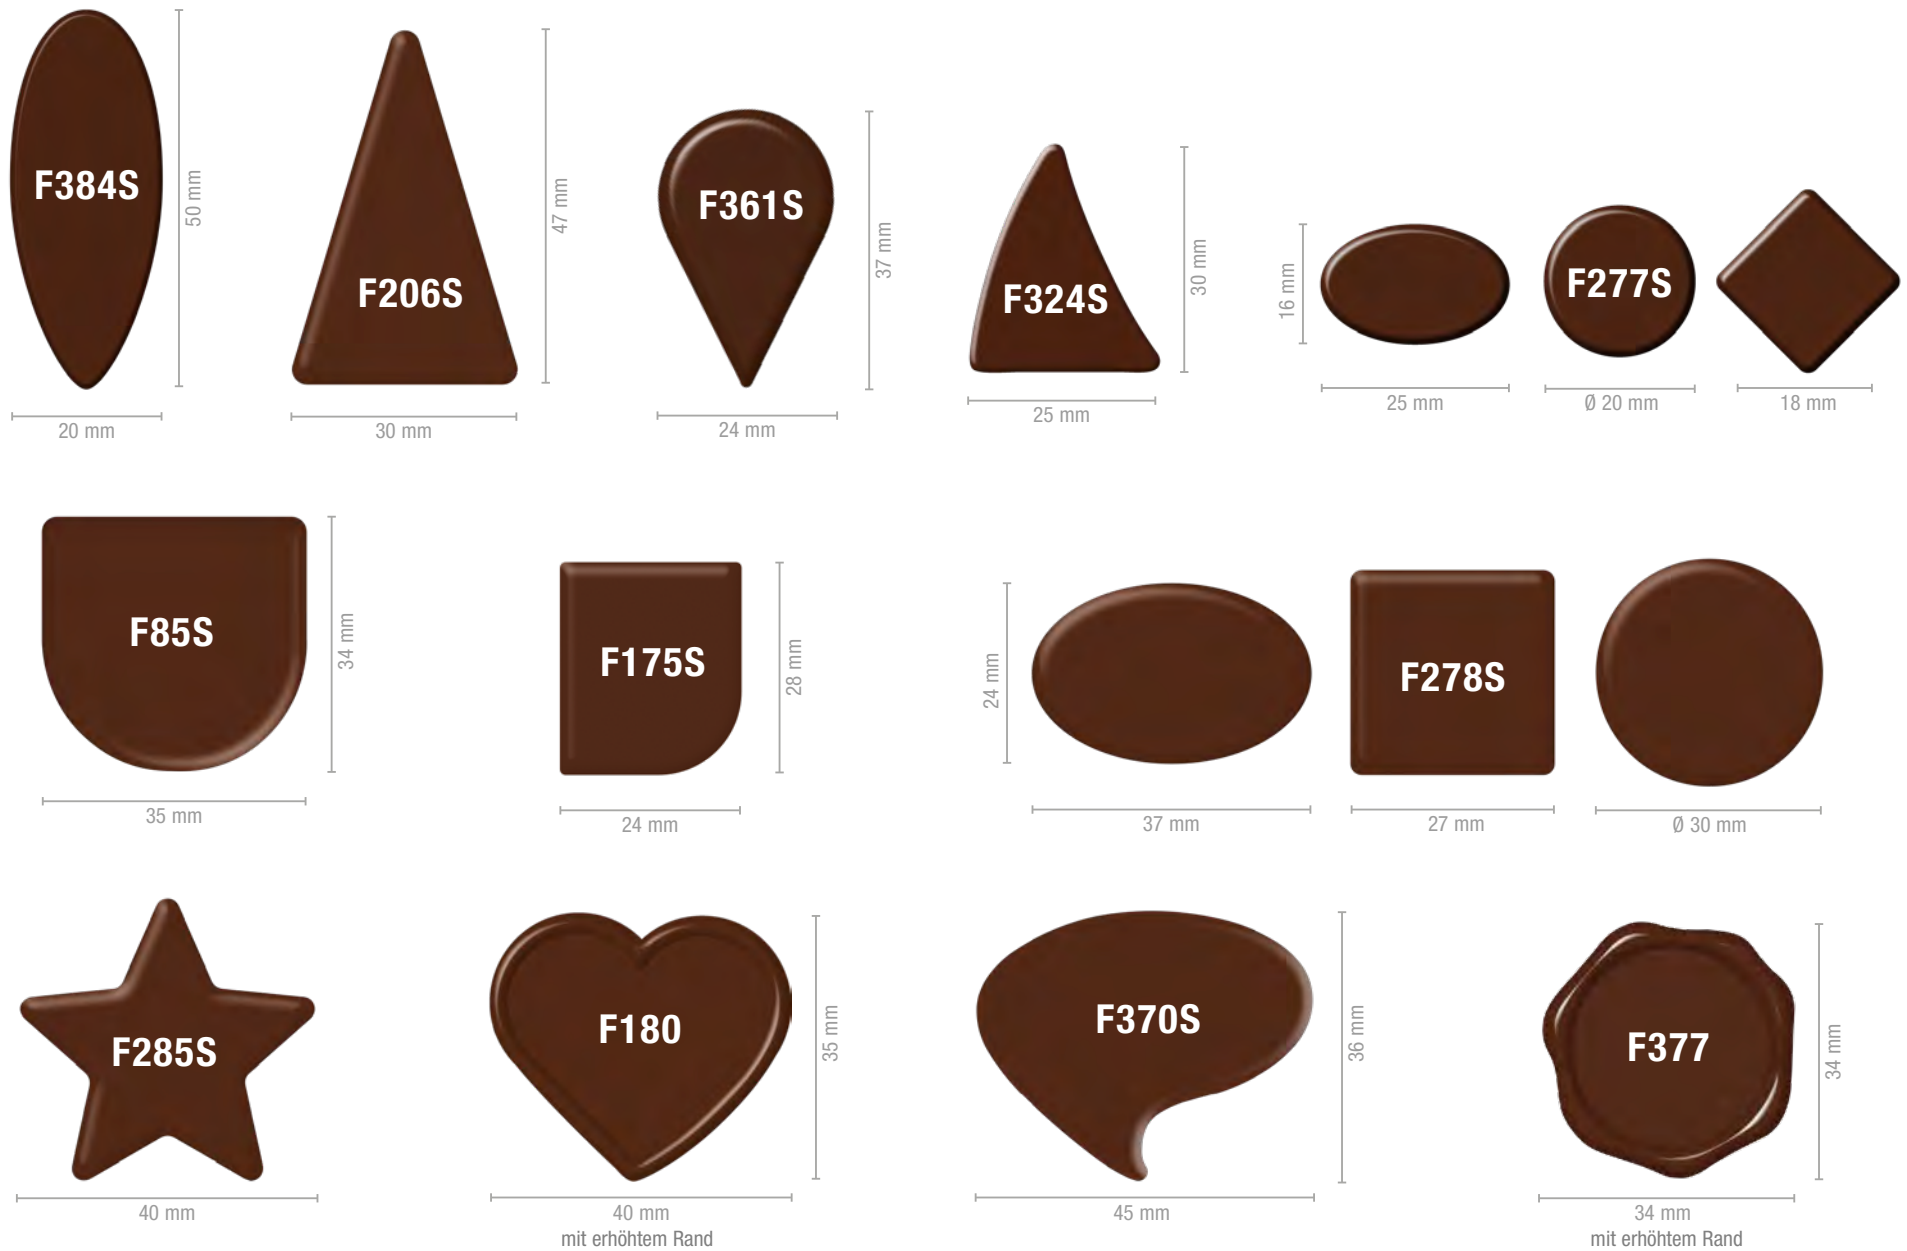 F384S
50 mm
20 mm
F206S
47 mm
30 mm
F361S
37 mm
24 mm
F324S
30 mm
25 mm
16 mm
25 mm
F277S
Ø 20 mm
18 mm
F85S
34 mm
35 mm
F175S
28 mm
24 mm
24 mm
37 mm
F278S
27 mm
Ø 30 mm
F285S
40 mm
F180
35 mm
40 mm
mit erhöhtem Rand
F370S
36 mm
45 mm
F377
34 mm
34 mm
mit erhöhtem Rand